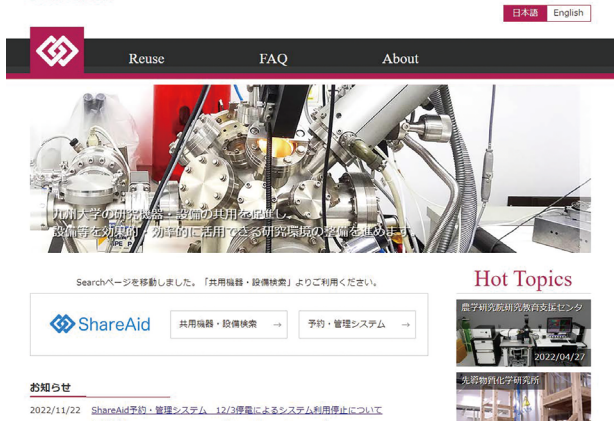 日本語 English
Reuse FAQ About
九州大学の研究機器・設備の共用を促進し、
設備等を効果的・効率的に活用できる研究環境の整備を進めます。
Searchページを移動しました。「共用機器・設備検索」よりご利用ください。
ShareAid 共用機器・設備検索 → 予約・管理システム →
お知らせ
2022/11/22 ShareAid予約・管理システム 12/3停電によるシステム利用停止について
Hot Topics
農学研究院研究教育支援センタ
2022/04/27
先導物質化学研究所